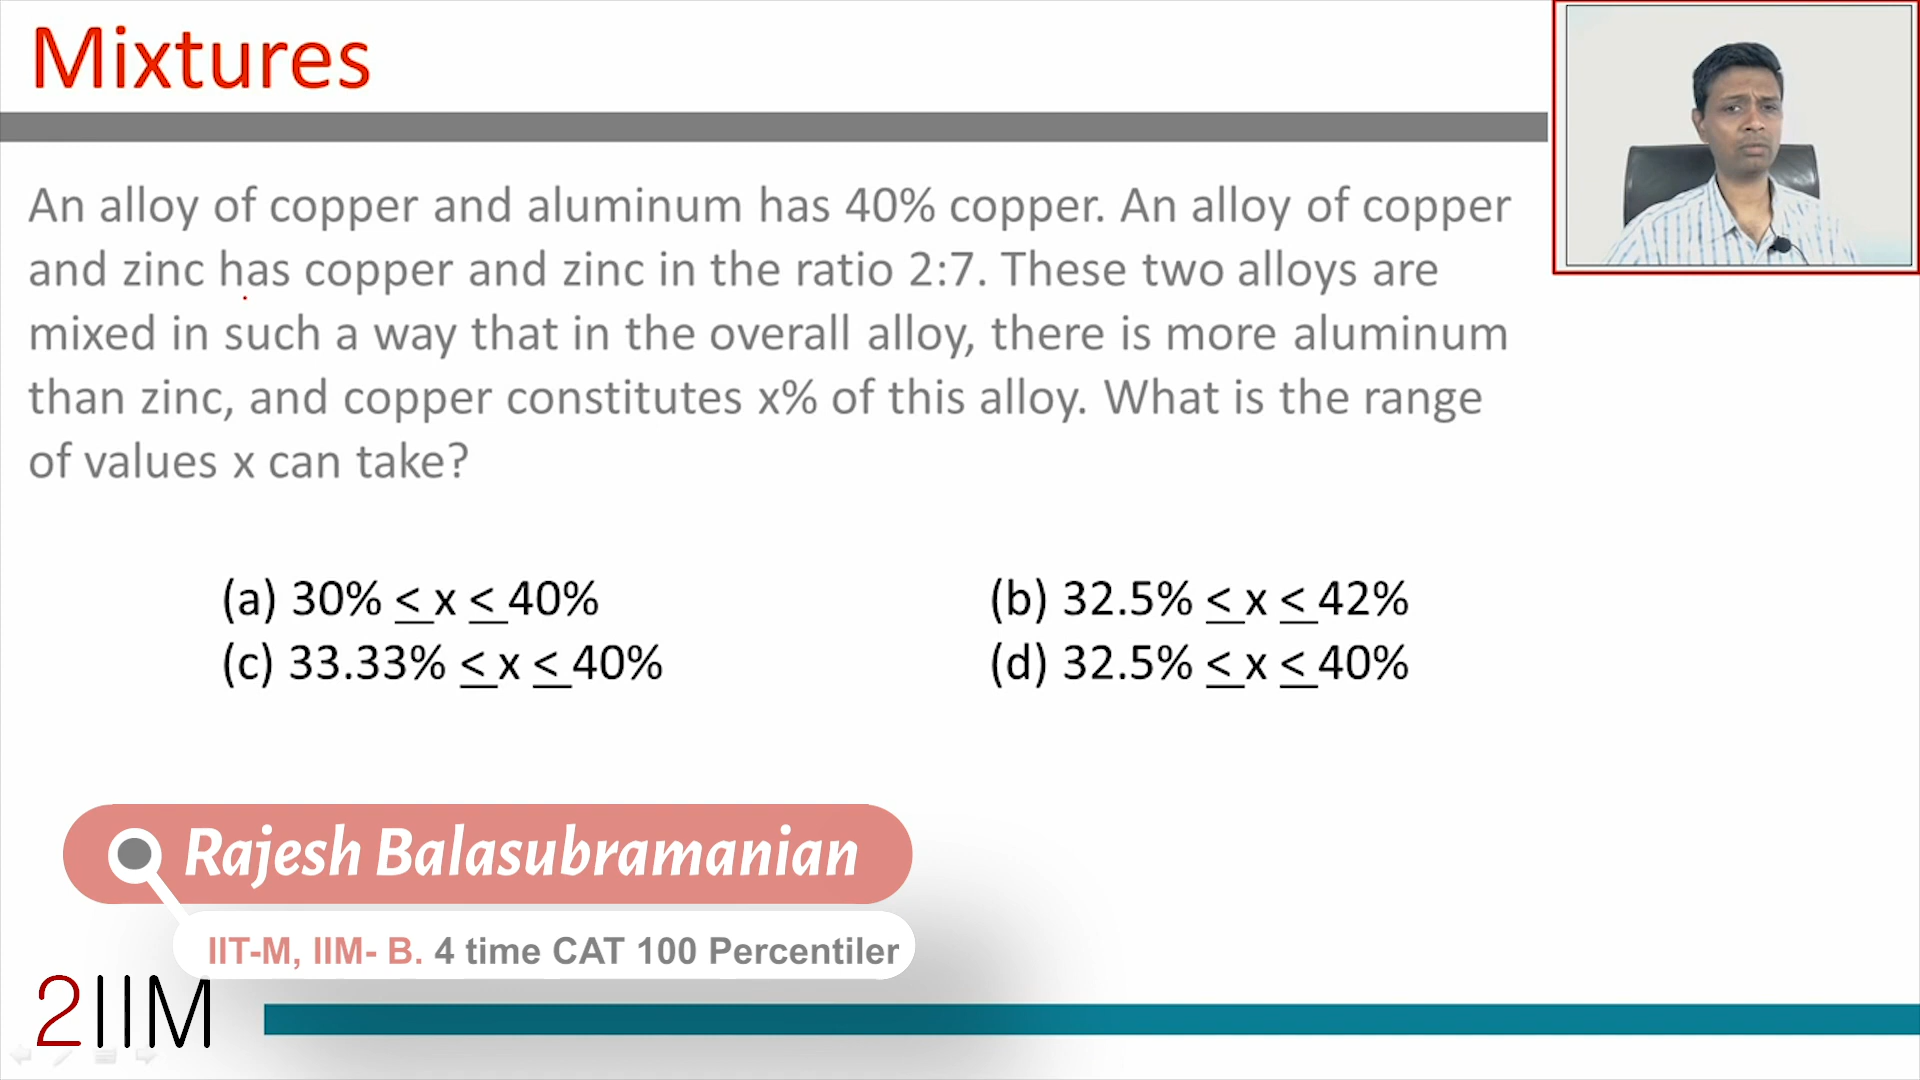 Mixtures
An alloy of copper and aluminum has 40% copper. An alloy of copper
and zinc has copper and zinc in the ratio 2:7. These two alloys are
mixed in such a way that in the overall alloy, there is more aluminum
than zinc, and copper constitutes x% of this alloy. What is the range
of values x can take?
(a) 30% ≤ x ≤ 40%
(b) 32.5% ≤ x ≤ 42%
(c) 33.33% ≤ x ≤ 40%
(d) 32.5% ≤ x ≤ 40%
Rajesh Balasubramanian
IIT-M, IIM- B. 4 time CAT 100 Percentiler
2IIM